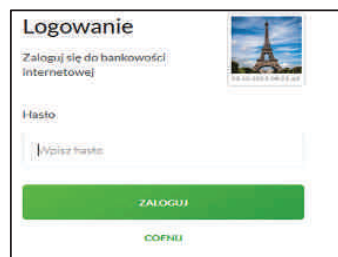 Logowanie
Zaloguj się do bankowości
internetowej
Hasło
Wpisz hasło
ZALOGUJ
COFNIJ